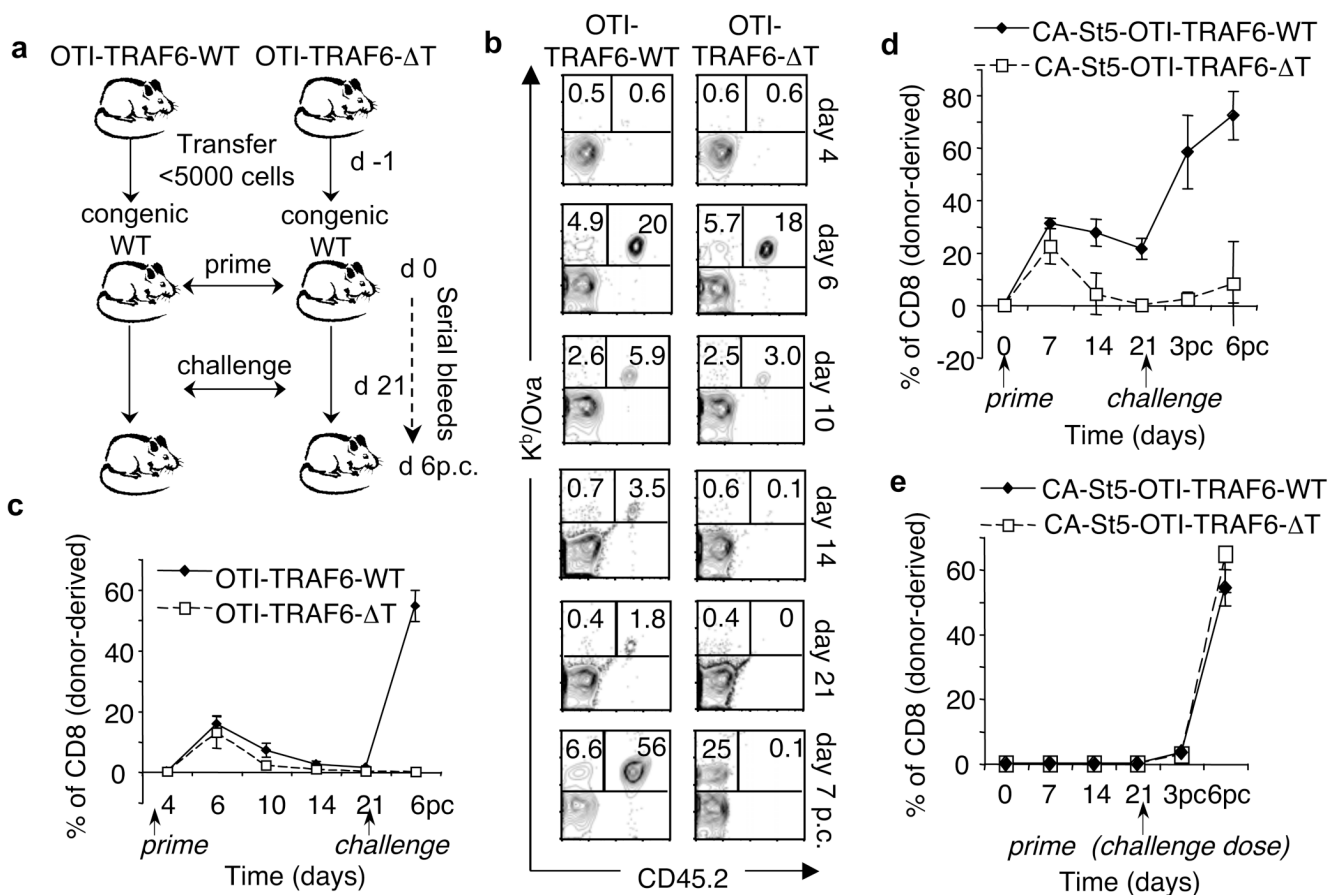 a
OTI-TRAF6-WT OTI-TRAF6-ΔT
Transfer
<5000 cells
d -1
congenic congenic
WT WT
prime
d 0
Serial bleeds
challenge
d 21
d 6p.c.
b
OTI-
TRAF6-WT
OTI-
TRAF6-ΔT
0.5 0.6 0.6 0.6
day 4
4.9 20 5.7 18
day 6
2.6 5.9 2.5 3.0
day 10
0.7 3.5 0.6 0.1
day 14
0.4 1.8 0.4 0
day 21
6.6 56 25 0.1
day 7 p.c.
Kb/Ova
CD45.2
c
OTI-TRAF6-WT
OTI-TRAF6-ΔT
% of CD8 (donor-derived)
60
40
20
0
4 6 10 14 21 6pc
prime challenge
Time (days)
d
CA-St5-OTI-TRAF6-WT
CA-St5-OTI-TRAF6-ΔT
% of CD8 (donor-derived)
80
60
40
20
0
-20
0 7 14 21 3pc 6pc
prime challenge
Time (days)
e
CA-St5-OTI-TRAF6-WT
CA-St5-OTI-TRAF6-ΔT
% of CD8 (donor-derived)
60
40
20
0
0 7 14 21 3pc 6pc
prime (challenge dose)
Time (days)